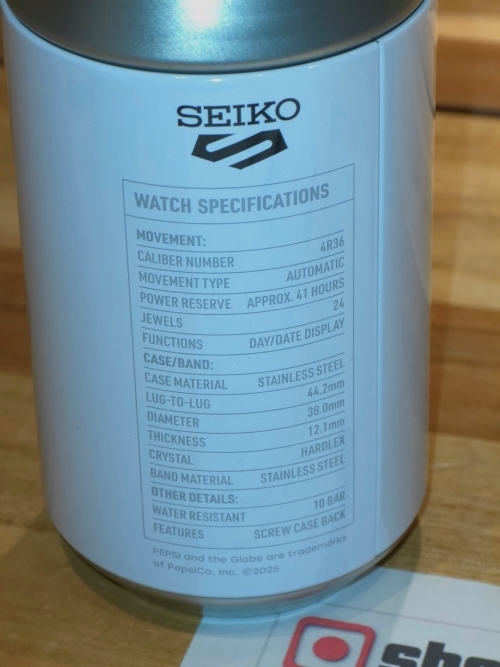 SEIKO
WATCH SPECIFICATIONS
MOVEMENT:
CALIBER NUMBER 4R36
MOVEMENT TYPE AUTOMATIC
POWER RESERVE APPROX. 41 HOURS
JEWELS 24
FUNCTIONS DAY/DATE DISPLAY
CASE/BAND:
CASE MATERIAL STAINLESS STEEL
LUG-TO-LUG 44.2mm
DIAMETER 38.0mm
THICKNESS 12.1mm
CRYSTAL HARDLEX
BAND MATERIAL STAINLESS STEEL
OTHER DETAILS:
WATER RESISTANT 10 BAR
FEATURES SCREW CASE BACK
PEPSI and the Globe are trademarks
of PepsiCo, Inc. ©2025